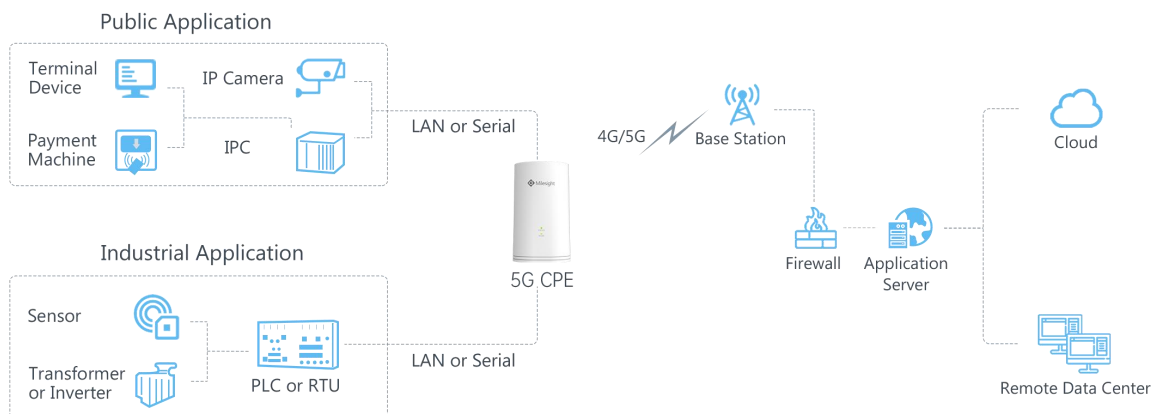 Public Application
Terminal
Device
IP Camera
Payment
Machine
IPC
LAN or Serial
Milesight
5G CPE
Industrial Application
Sensor
Transformer
or Inverter
PLC or RTU
LAN or Serial
4G/5G
Base Station
Firewall
Application
Server
Cloud
Remote Data Center